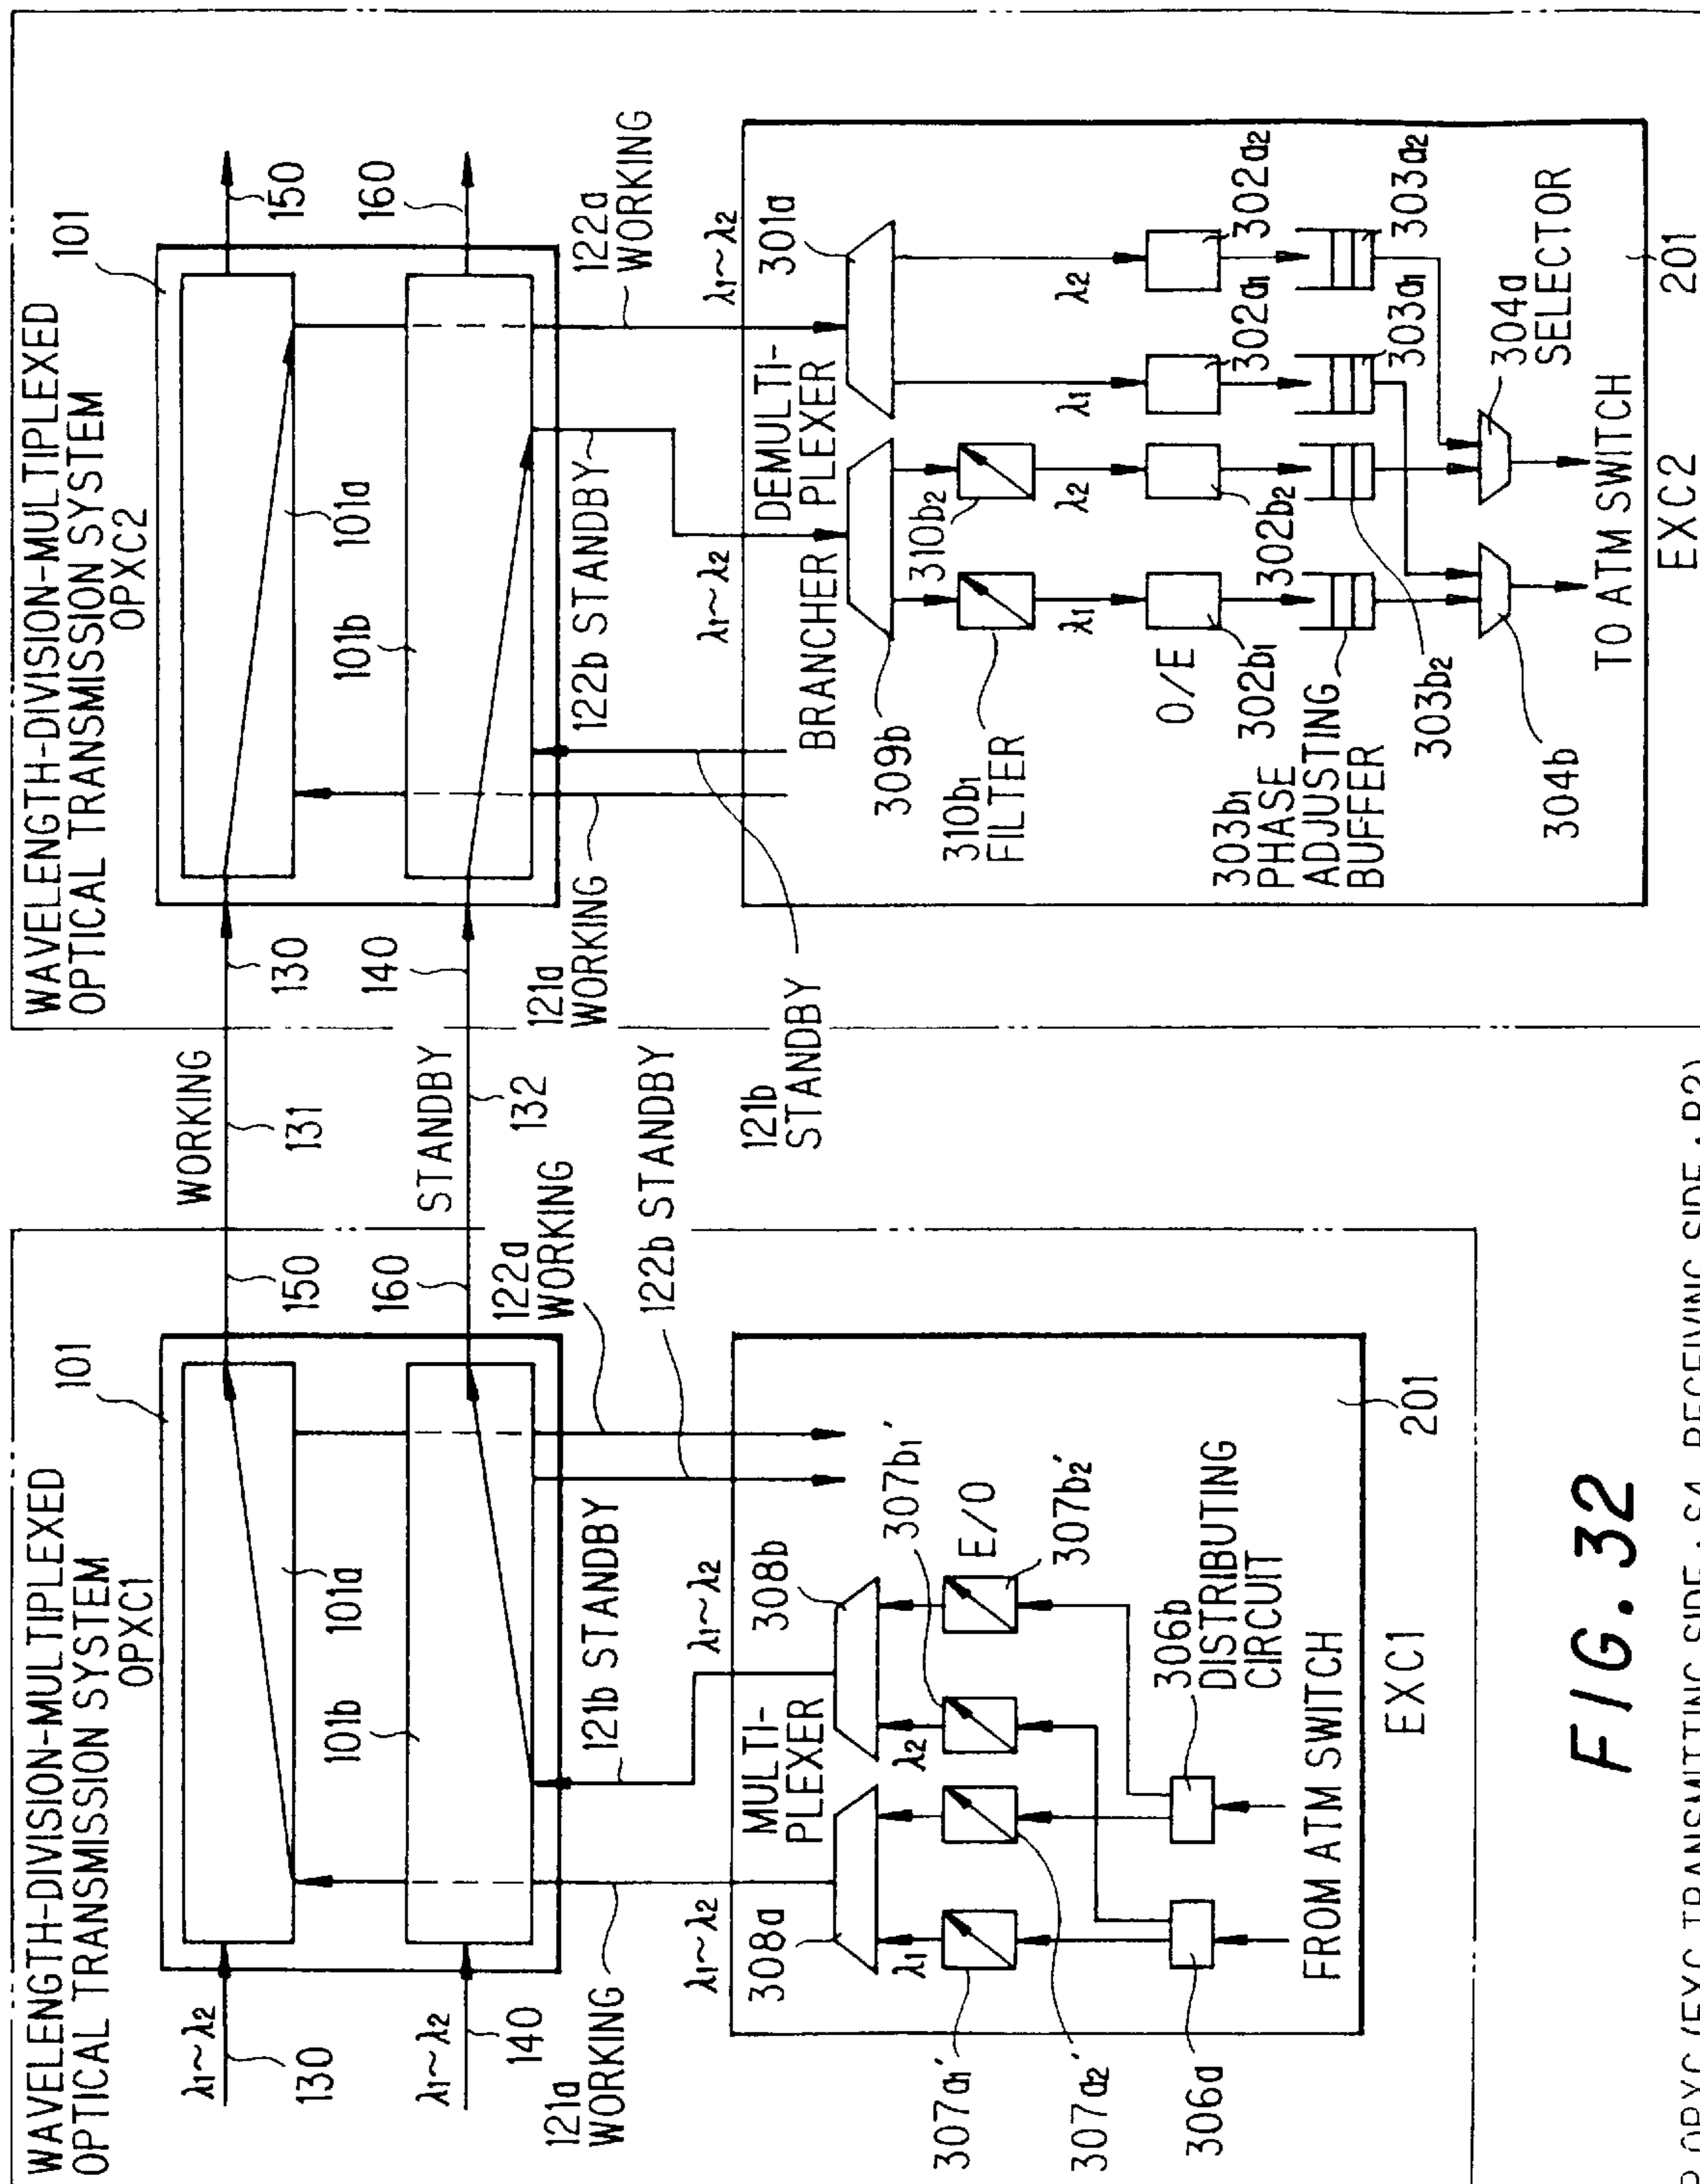 WAVELENGTH-DIVISION-MULTIPLEXED
OPTICAL TRANSMISSION SYSTEM
OPXC1
101
λ1~λ2
130
101a
150
WORKING
131
λ1~λ2
140
101b
160
STANDBY
132
121a
WORKING
121b STANDBY
122a
WORKING
122b STANDBY
λ1~λ2
λ1~λ2
308a
MULTI-
PLEXER
308b
λ1
λ2
307b1'
E/O
307a1'
307a2'
307b2'
306a
306b
DISTRIBUTING
CIRCUIT
FROM ATM SWITCH
201
EXC1
WAVELENGTH-DIVISION-MULTIPLEXED
OPTICAL TRANSMISSION SYSTEM
OPXC2
101
130
101a
150
140
101b
160
121a
WORKING
121b
STANDBY
122b STANDBY
122a
WORKING
λ1~λ2
λ1~λ2
BRANCHER
DEMULTI-
PLEXER
301a
309b
310b1
FILTER
310b2
λ1
λ2
λ1
λ2
O/E
302b1
302b2
302a1
302a2
303b1
PHASE
ADJUSTING
BUFFER
303b2
303a1
303a2
304b
304a
SELECTOR
TO ATM SWITCH
EXC2
201
FIG. 32